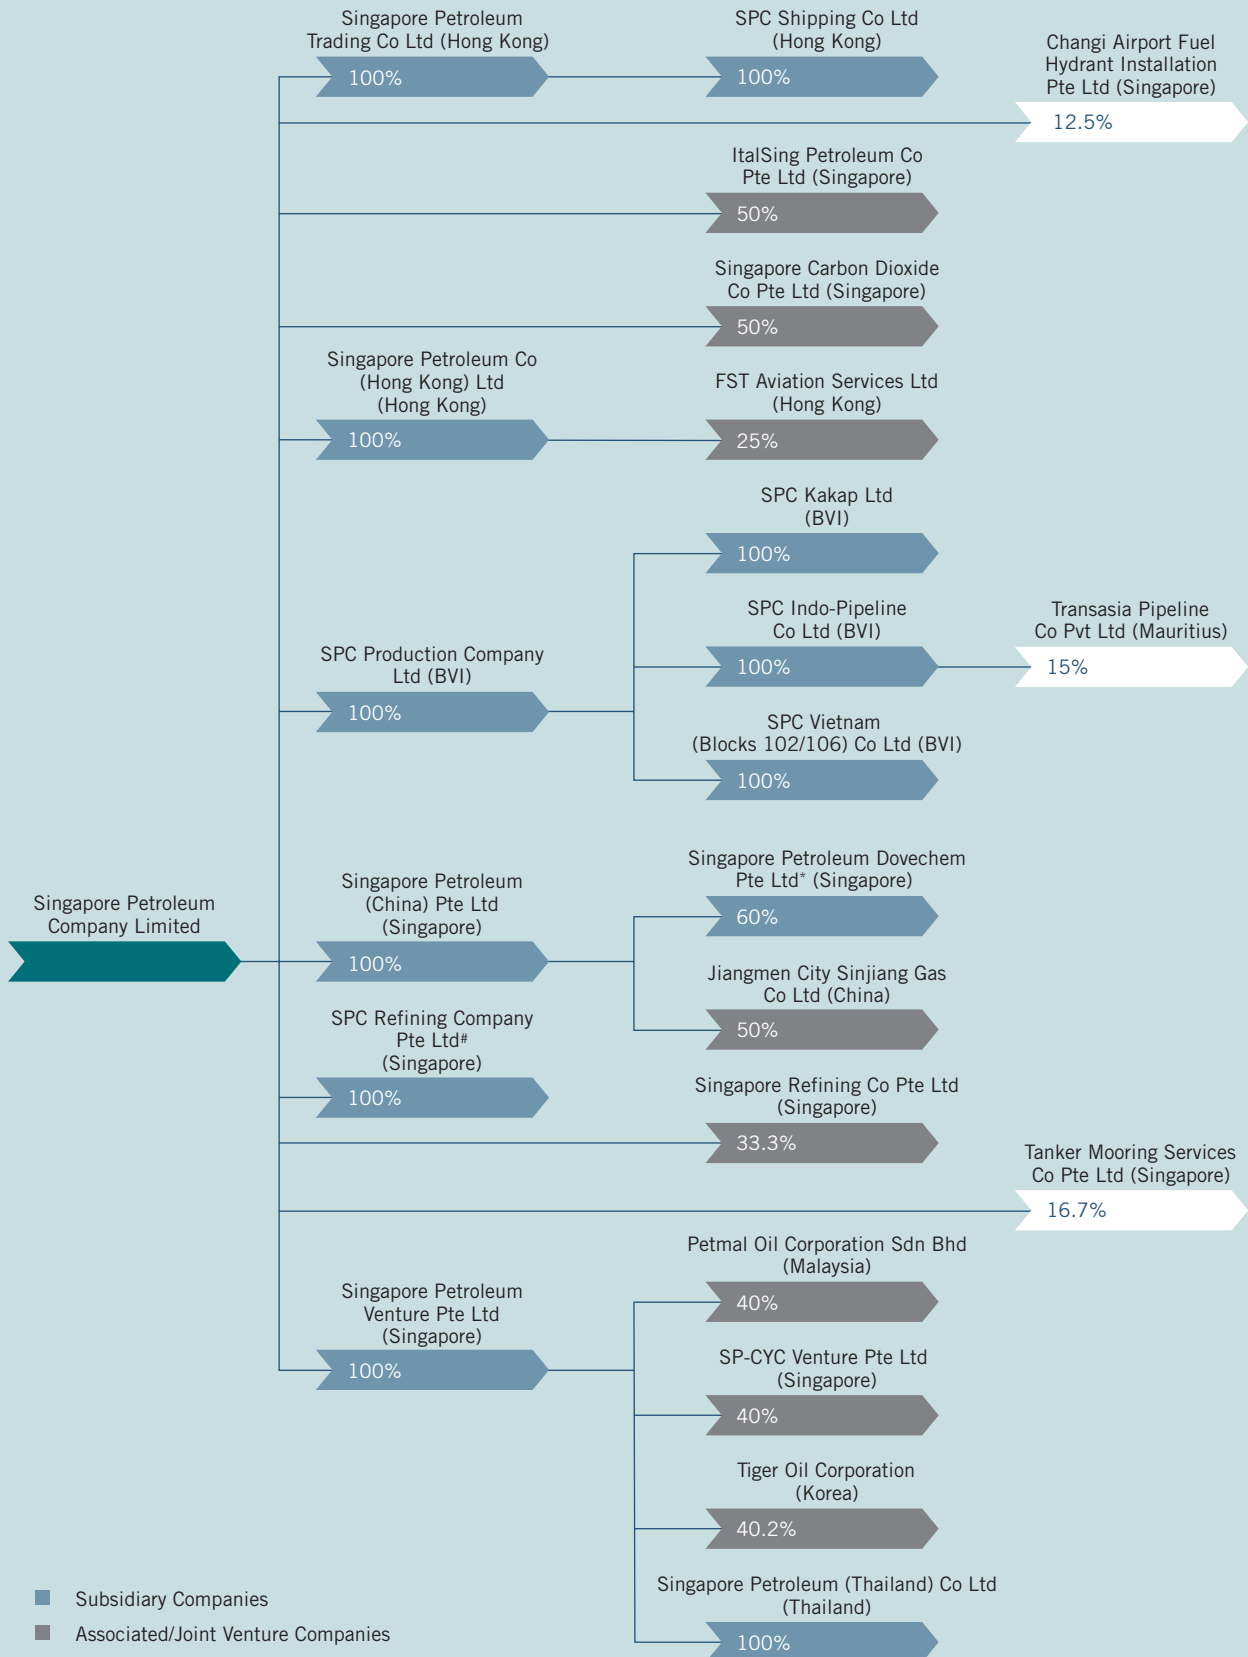 Singapore Petroleum
Trading Co Ltd (Hong Kong)
100%
SPC Shipping Co Ltd
(Hong Kong)
100%
Changi Airport Fuel
Hydrant Installation
Pte Ltd (Singapore)
12.5%
ItalSing Petroleum Co
Pte Ltd (Singapore)
50%
Singapore Carbon Dioxide
Co Pte Ltd (Singapore)
50%
Singapore Petroleum Co
(Hong Kong) Ltd
(Hong Kong)
100%
FST Aviation Services Ltd
(Hong Kong)
25%
SPC Kakap Ltd
(BVI)
100%
SPC Indo-Pipeline
Co Ltd (BVI)
100%
Transasia Pipeline
Co Pvt Ltd (Mauritius)
15%
SPC Production Company
Ltd (BVI)
100%
SPC Vietnam
(Blocks 102/106) Co Ltd (BVI)
100%
Singapore Petroleum
Company Limited
Singapore Petroleum
(China) Pte Ltd
(Singapore)
100%
Singapore Petroleum Dovechem
Pte Ltd* (Singapore)
60%
Jiangmen City Sinjiang Gas
Co Ltd (China)
50%
SPC Refining Company
Pte Ltd#
(Singapore)
100%
Singapore Refining Co Pte Ltd
(Singapore)
33.3%
Tanker Mooring Services
Co Pte Ltd (Singapore)
16.7%
Singapore Petroleum
Venture Pte Ltd
(Singapore)
100%
Petmal Oil Corporation Sdn Bhd
(Malaysia)
40%
SP-CYC Venture Pte Ltd
(Singapore)
40%
Tiger Oil Corporation
(Korea)
40.2%
Singapore Petroleum (Thailand) Co Ltd
(Thailand)
100%
Subsidiary Companies
Associated/Joint Venture Companies